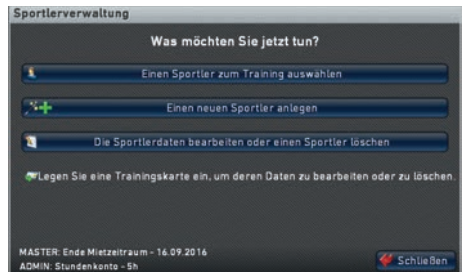 Sportlerverwaltung
Was möchten Sie jetzt tun?
Einen Sportler zum Training auswählen
Einen neuen Sportler anlegen
Die Sportlerdaten bearbeiten oder einen Sportler löschen
Legen Sie eine Trainingskarte ein, um deren Daten zu bearbeiten oder zu löschen.
MASTER: Ende Mietzeitraum - 16.09.2016
ADMIN: Stundenkonto - 5h
Schließen